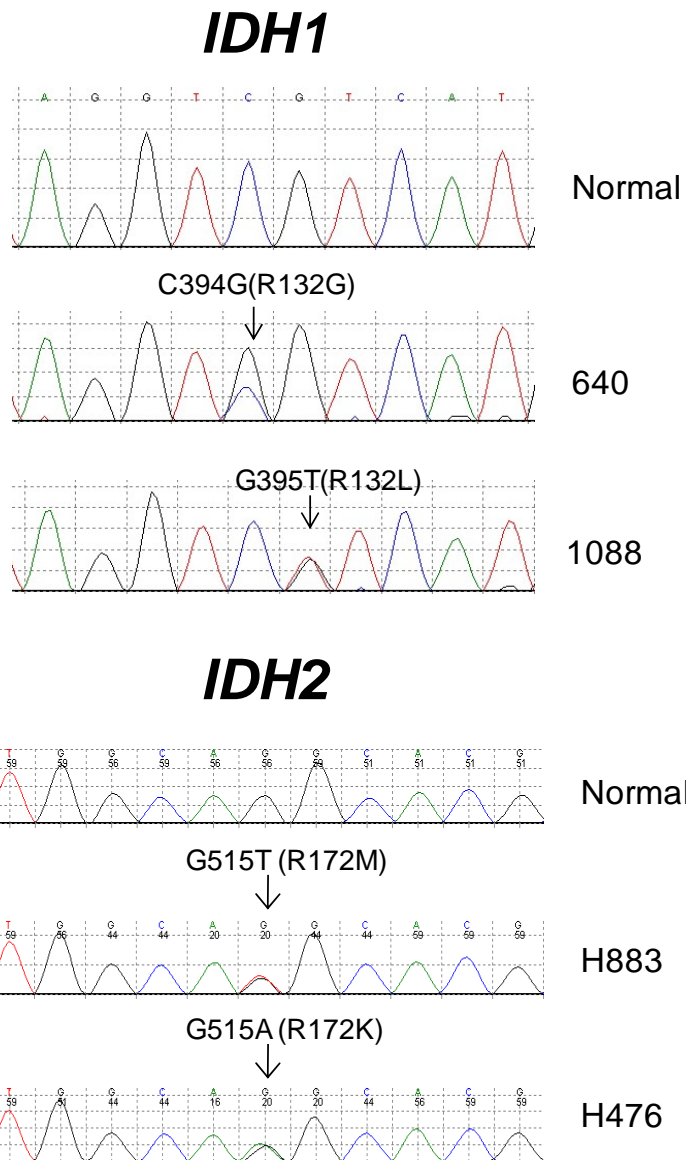 IDH1
A G G T C G T C A T
Normal
C394G(R132G)
640
G395T(R132L)
1088
IDH2
T G G C A G G C A C G
59 59 56 59 56 56 59 51 51 51 51
Normal
G515T (R172M)
T G G C A G G C A C G
59 56 44 44 20 20 44 44 59 59 59
H883
G515A (R172K)
T G G C A G G C A C G
59 51 44 44 16 20 20 44 56 59 59
H476